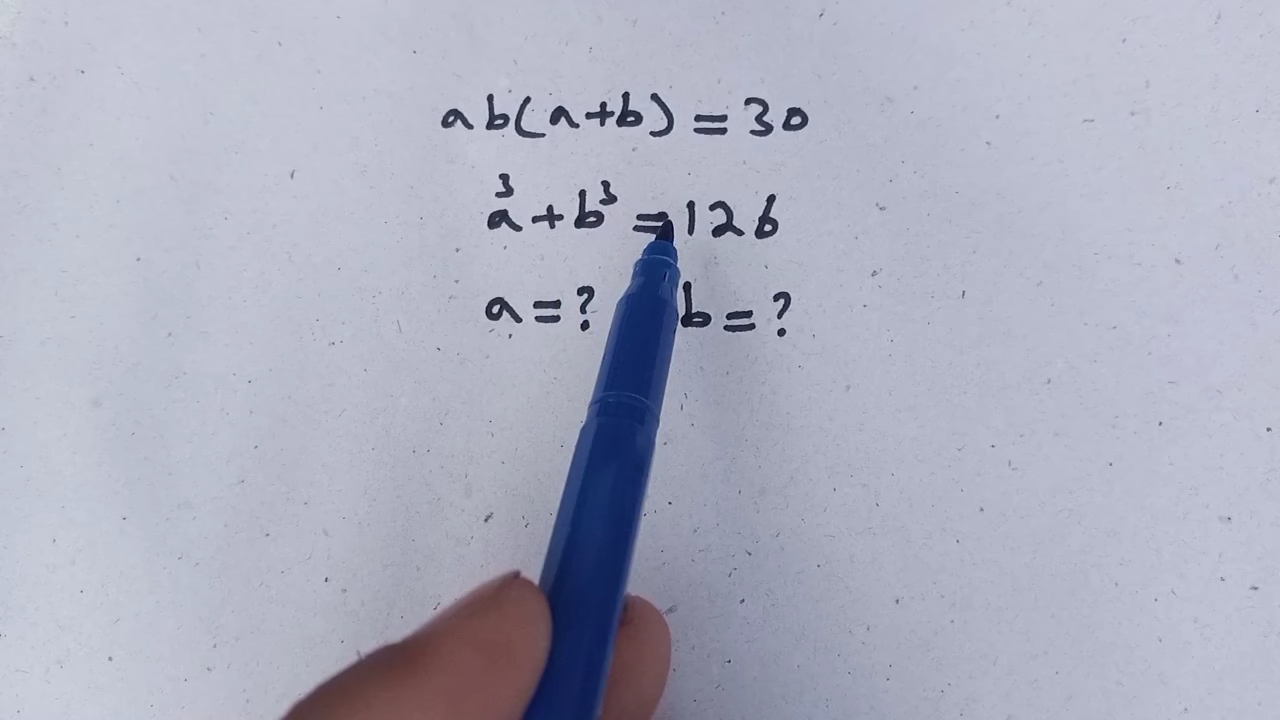 ab(a+b) = 30
a³ + b³ = 126
a = ? b = ?